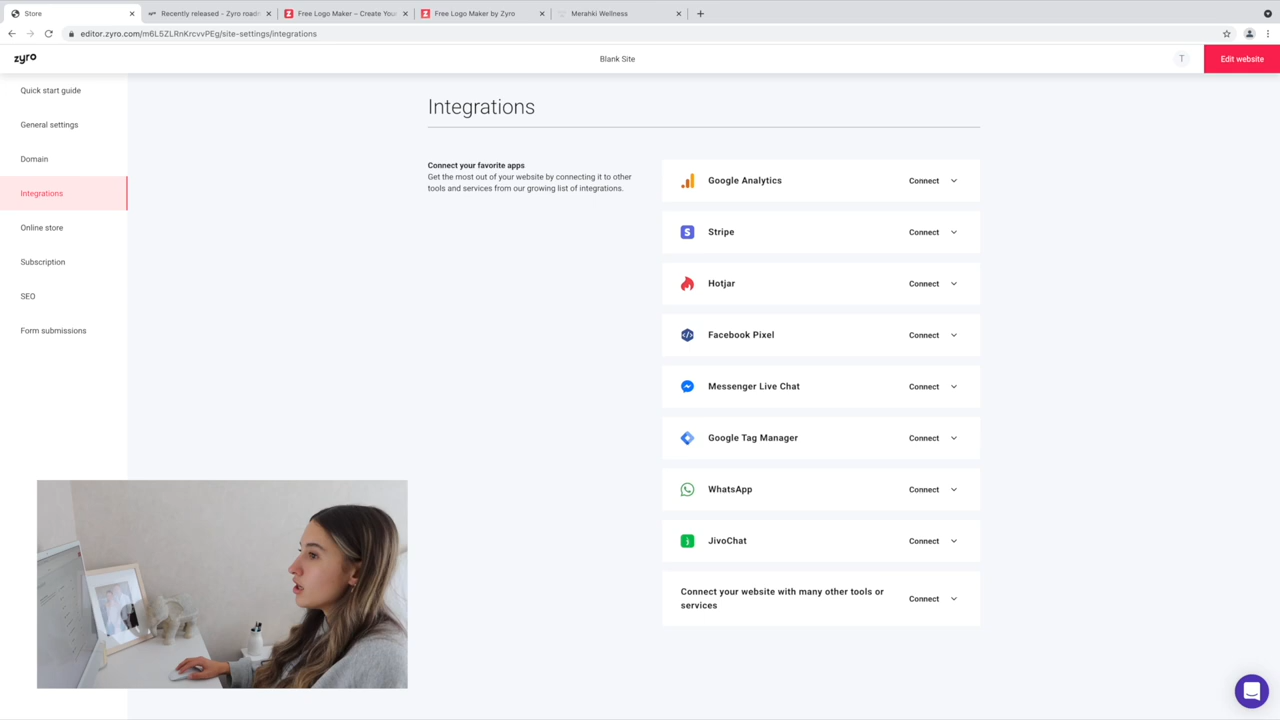 Store
Recently released - Zyro road
Free Logo Maker – Create You
Free Logo Maker by Zyro
Merahki Wellness
editor.zyro.com/m6L5ZLRnKrcvvPEg/site-settings/integrations
zyro
Blank Site
T
Edit website
Quick start guide
General settings
Domain
Integrations
Online store
Subscription
SEO
Form submissions
Integrations
Connect your favorite apps
Get the most out of your website by connecting it to other
tools and services from our growing list of integrations.
Google Analytics Connect
Stripe Connect
Hotjar Connect
Facebook Pixel Connect
Messenger Live Chat Connect
Google Tag Manager Connect
WhatsApp Connect
JivoChat Connect
Connect your website with many other tools or
services Connect